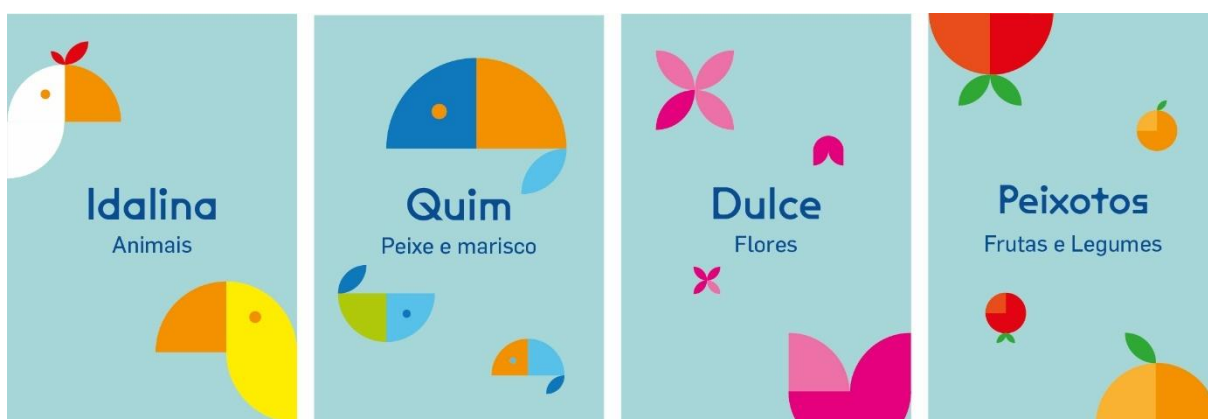 Idalina
Animais
Quim
Peixe e marisco
Dulce
Flores
Peixotos
Frutas e Legumes